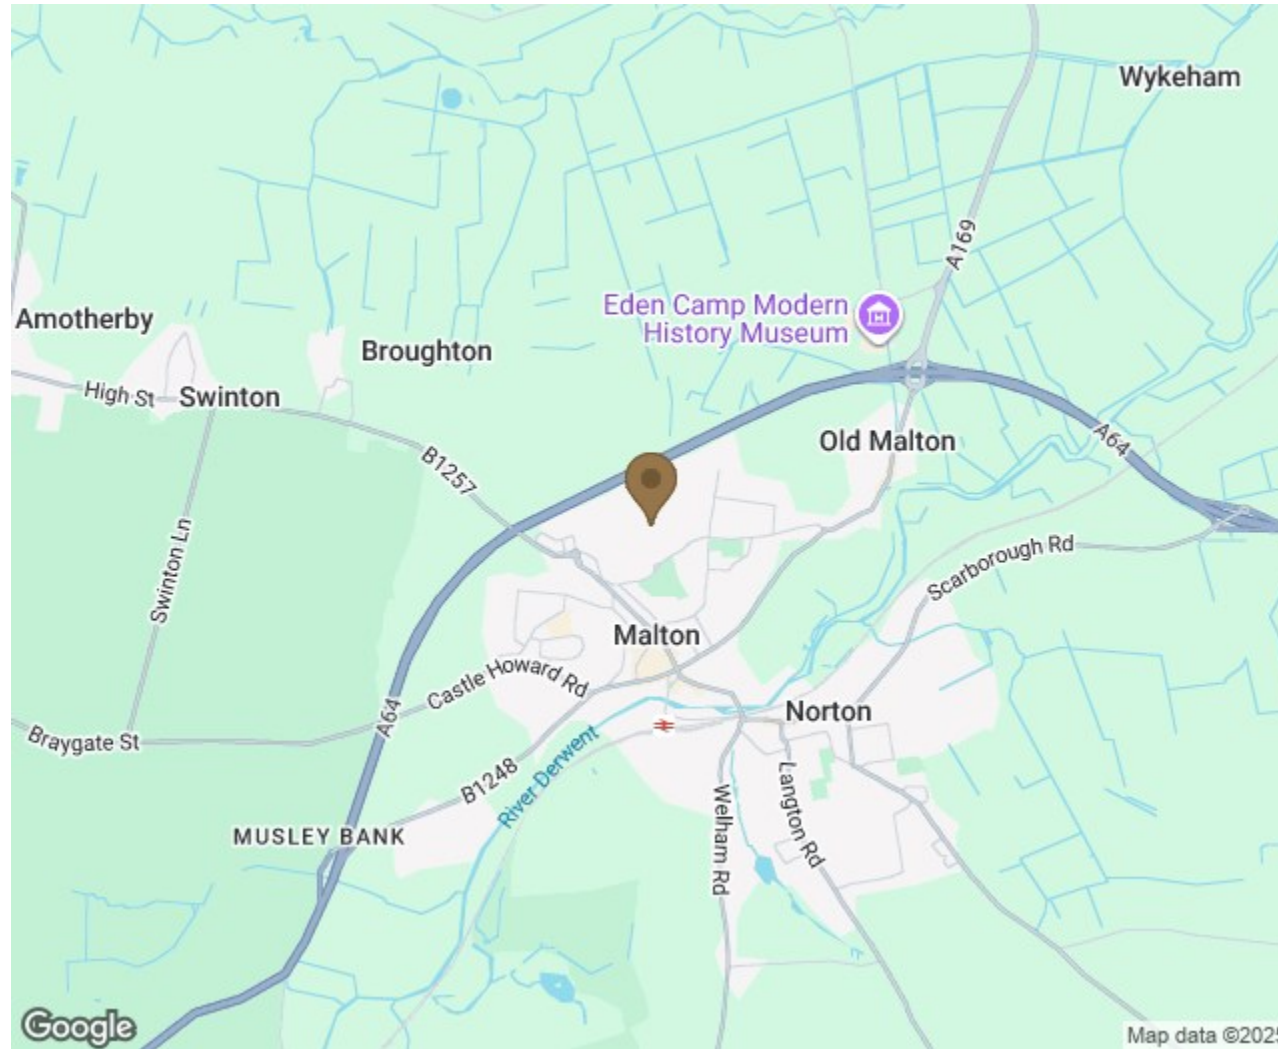 Wykeham
A169
Eden Camp Modern
History Museum
Amotherby
Broughton
High St
Swinton
B1257
Old Malton
A64
Swinton Ln
Scarborough Rd
Malton
Castle Howard Rd
A64
Norton
Braygate St
River Derwent
B1248
Langton Rd
Welham Rd
MUSLEY BANK
Google
Map data ©2025